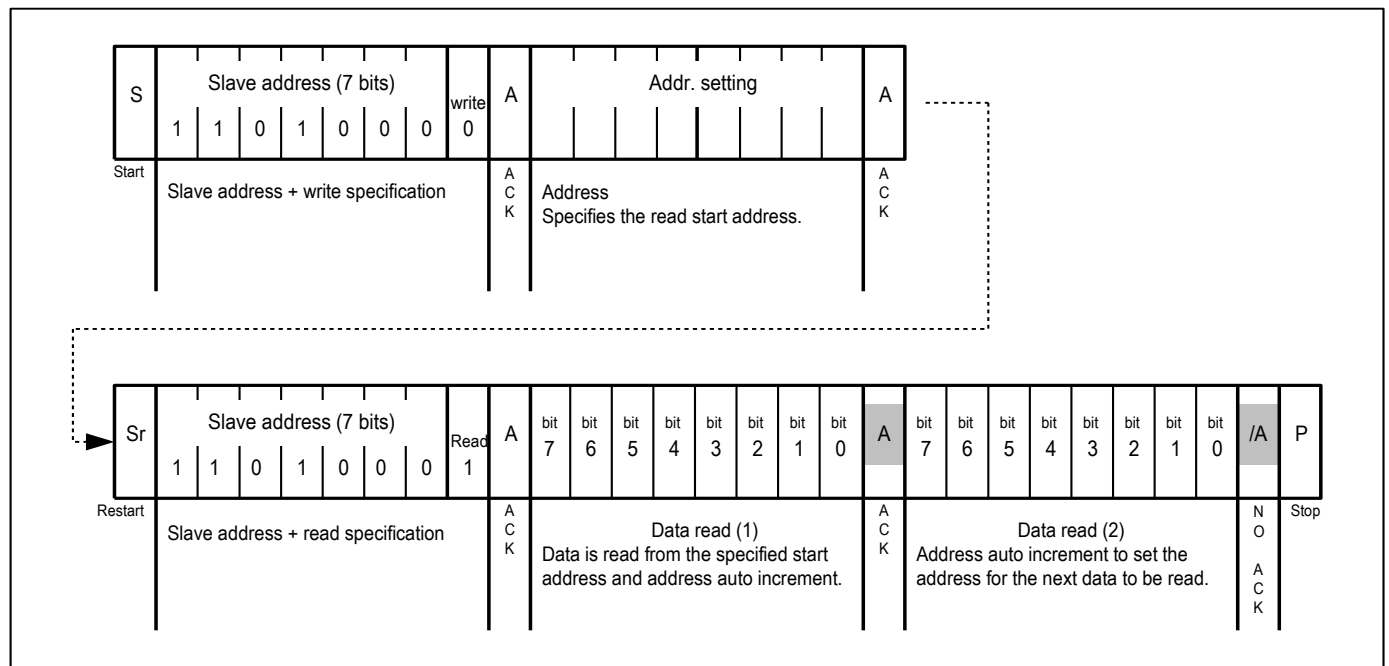 S Slave address (7 bits) write A Addr. setting A
1 1 0 1 0 0 0 0
Start
Slave address + write specification
A
C
K
Address
Specifies the read start address.
A
C
K
Sr Slave address (7 bits) Read A bit bit bit bit bit bit bit bit A bit bit bit bit bit bit bit bit /A P
1 1 0 1 0 0 0 1 7 6 5 4 3 2 1 0 7 6 5 4 3 2 1 0
Restart
Slave address + read specification
A
C
K
Data read (1)
Data is read from the specified start
address and address auto increment.
A
C
K
Data read (2)
Address auto increment to set the
address for the next data to be read.
N
O
A
C
K
Stop